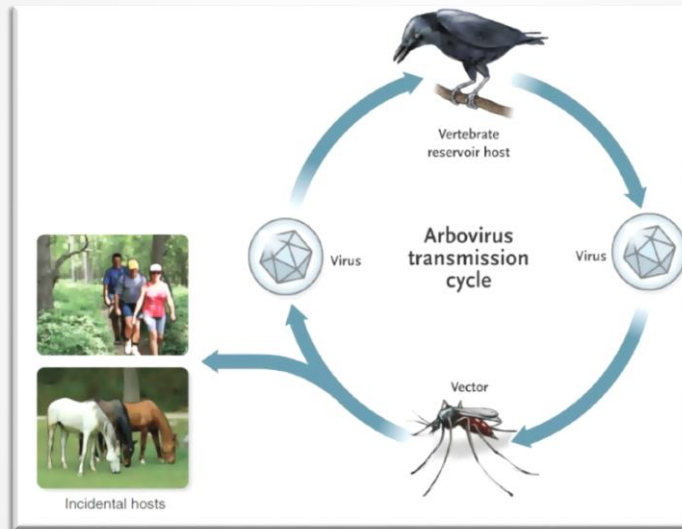 Vertebrate
reservoir host
Virus
Arbovirus
transmission
cycle
Virus
Vector
Incidental hosts